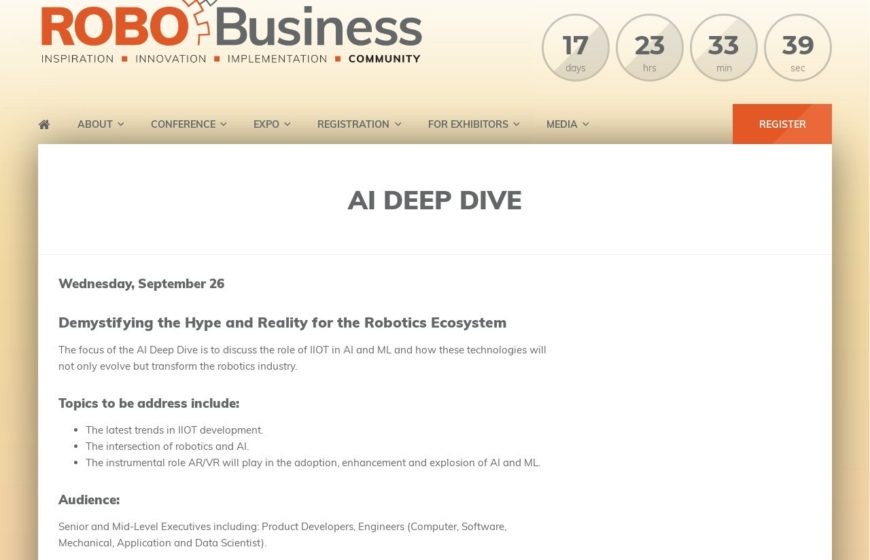 ROBO Business
INSPIRATION ■ INNOVATION ■ IMPLEMENTATION ■ COMMUNITY
17 23 33 39
days hrs min sec
ABOUT CONFERENCE EXPO REGISTRATION FOR EXHIBITORS MEDIA REGISTER
AI DEEP DIVE
Wednesday, September 26
Demystifying the Hype and Reality for the Robotics Ecosystem
The focus of the AI Deep Dive is to discuss the role of IIOT in AI and ML and how these technologies will
not only evolve but transform the robotics industry.
Topics to be address include:
• The latest trends in IIOT development.
• The intersection of robotics and AI.
• The instrumental role AR/VR will play in the adoption, enhancement and explosion of AI and ML.
Audience:
Senior and Mid-Level Executives including: Product Developers, Engineers (Computer, Software,
Mechanical, Application and Data Scientist).